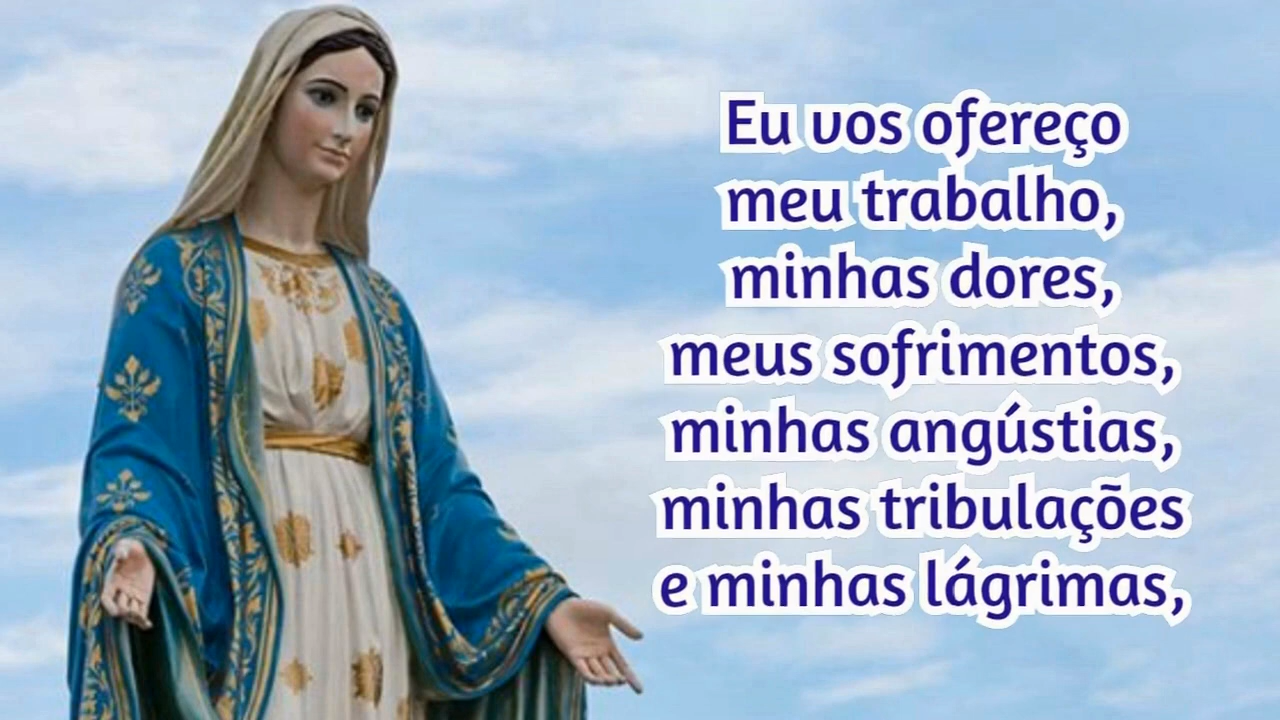 Eu vos ofereço
meu trabalho,
minhas dores,
meus sofrimentos,
minhas angústias,
minhas tribulações
e minhas lágrimas,